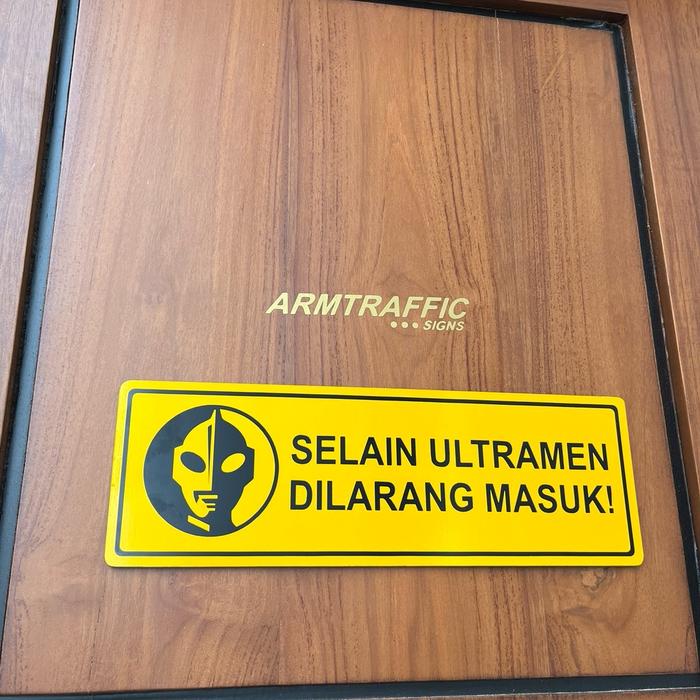 ARMTRAFFIC
SIGNS
SELAIN ULTRAMEN
DILARANG MASUK!